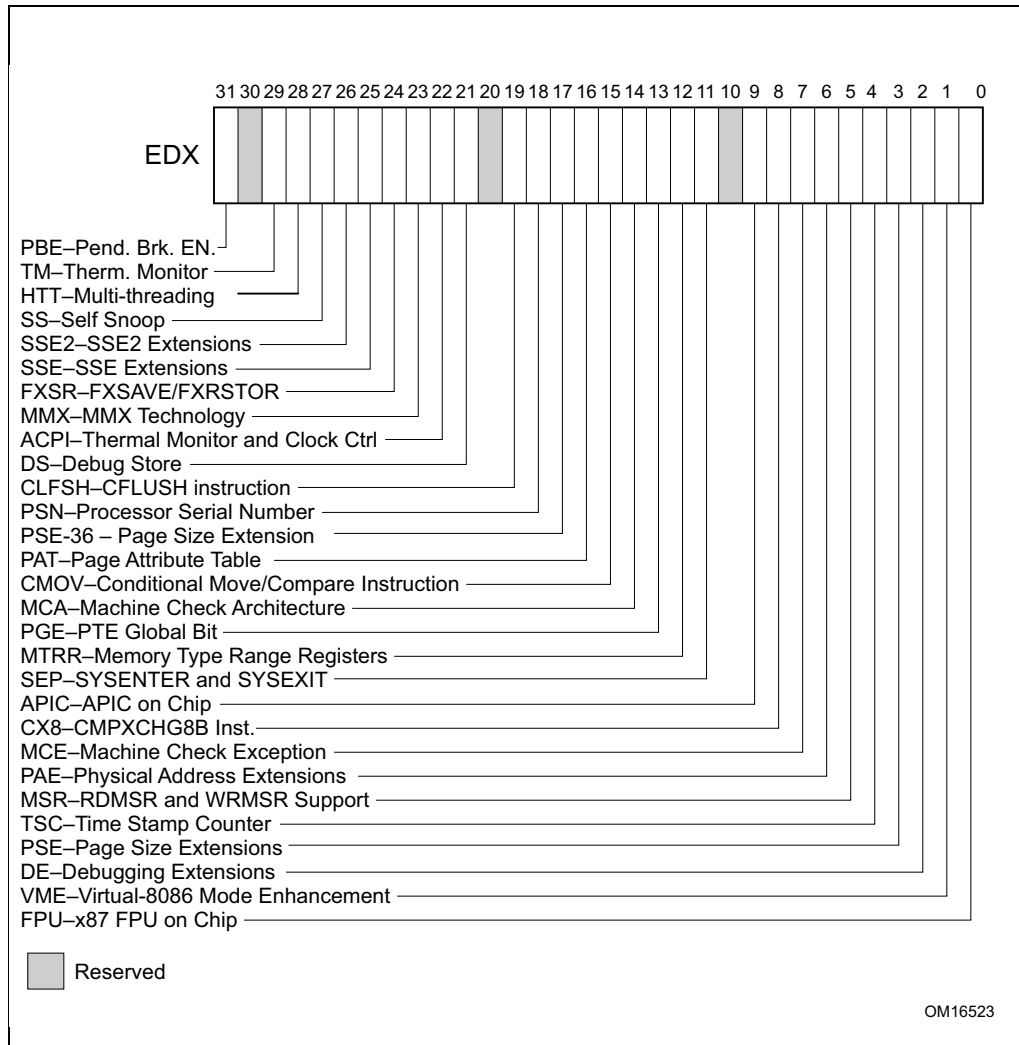 31 30 29 28 27 26 25 24 23 22 21 20 19 18 17 16 15 14 13 12 11 10 9 8 7 6 5 4 3 2 1 0
EDX
PBE–Pend. Brk. EN.
TM–Therm. Monitor
HTT–Multi-threading
SS–Self Snoop
SSE2–SSE2 Extensions
SSE–SSE Extensions
FXSR–FXSAVE/FXRSTOR
MMX–MMX Technology
ACPI–Thermal Monitor and Clock Ctrl
DS–Debug Store
CLFSH–CFLUSH instruction
PSN–Processor Serial Number
PSE-36 – Page Size Extension
PAT–Page Attribute Table
CMOV–Conditional Move/Compare Instruction
MCA–Machine Check Architecture
PGE–PTE Global Bit
MTRR–Memory Type Range Registers
SEP–SYSENTER and SYSEXIT
APIC–APIC on Chip
CX8–CMPXCHG8B Inst.
MCE–Machine Check Exception
PAE–Physical Address Extensions
MSR–RDMSR and WRMSR Support
TSC–Time Stamp Counter
PSE–Page Size Extensions
DE–Debugging Extensions
VME–Virtual-8086 Mode Enhancement
FPU–x87 FPU on Chip
Reserved
OM16523